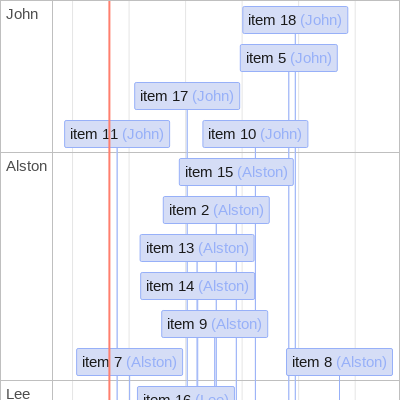 John
item 18 (John)
item 5 (John)
item 17 (John)
item 11 (John)
item 10 (John)
Alston
item 15 (Alston)
item 2 (Alston)
item 13 (Alston)
item 14 (Alston)
item 9 (Alston)
item 7 (Alston)
item 8 (Alston)
Lee
item 16 (Lee)